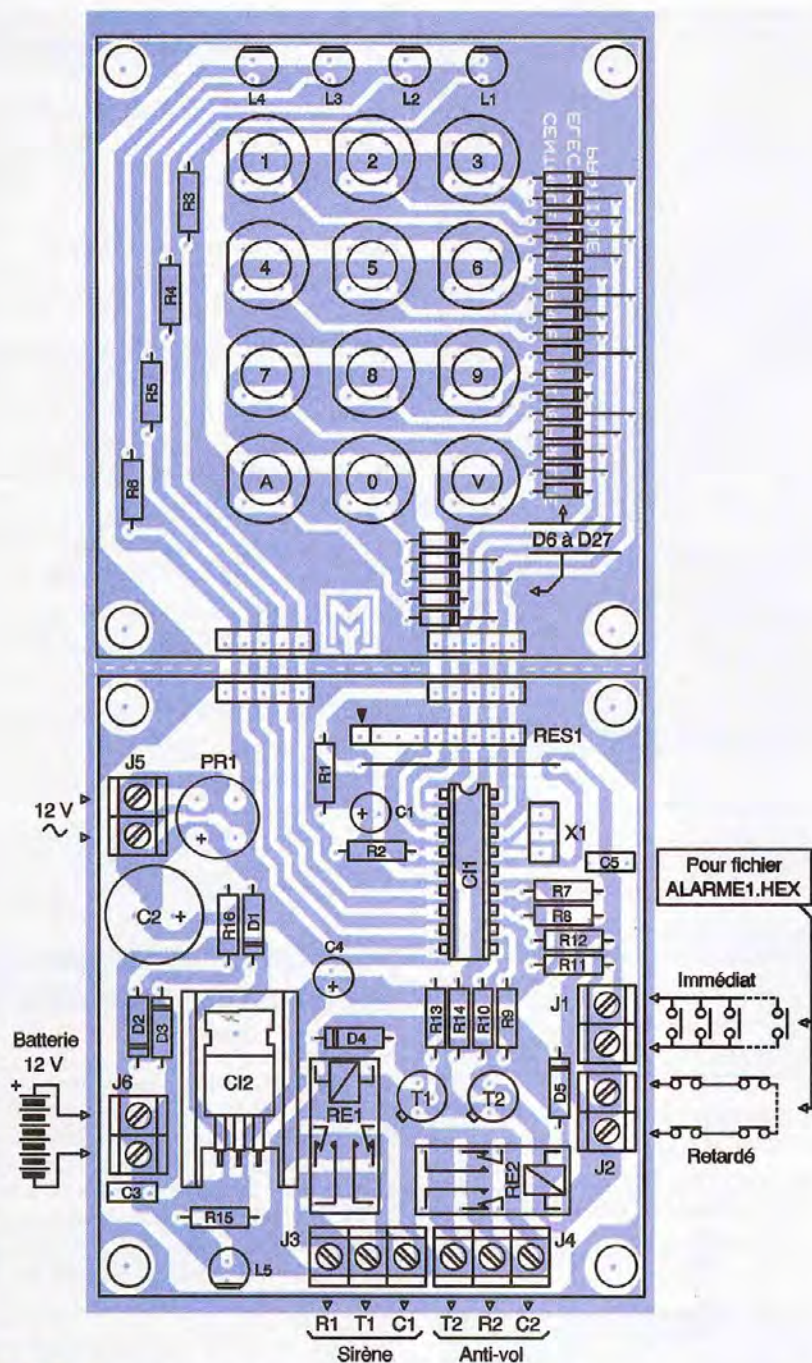 L4 L3 L2 L1
PRATIQUE
ELEC
CENT
1 2 3
R3
4 5 6
R4
R5
7 8 9
R6
A 0 V
D6 à D27
RES1
J5 PR1
12 V
R1
+ C1
R2
CI1
X1
C5
Pour fichier
ALARME1.HEX
R7
R8
R12
R11
C2 +
R16
D1
C4
+
Immédiat
J1
D2
D3
R13
R14
R10
R9
D4
Batterie
12 V
+
J6
CI2
RE1
T1
T2
D5
RE2
J2
Retardé
C3
R15
J3
J4
L5
R1 T1 C1 T2 R2 C2
Sirène Anti-vol